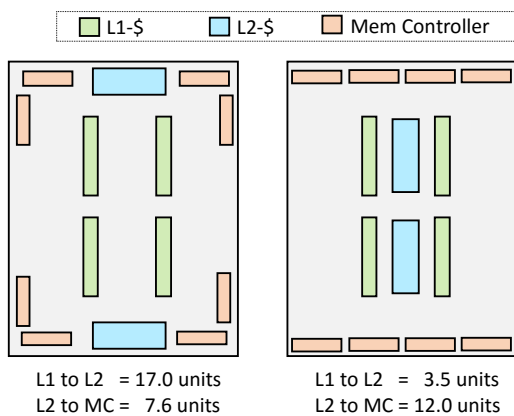 L1-$ L2-$ Mem Controller
L1 to L2 = 17.0 units
L2 to MC = 7.6 units
L1 to L2 = 3.5 units
L2 to MC = 12.0 units